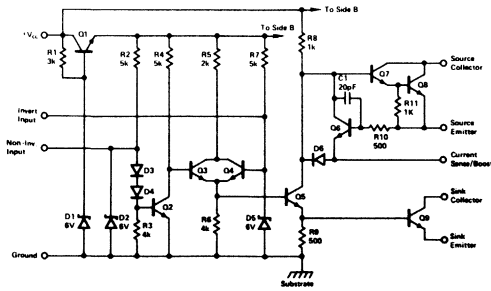 To Side B
+VCC
Q1
To Side B
R1
3k
R2
5k
R4
5k
R5
2k
R7
5k
R8
1k
C1
20pF
Q7
Q8
R11
1K
Source
Collector
Invert
Input
Q6
R10
500
Source
Emitter
Non-Inv
Input
D3
D6
Current
Sense/Boost
D4
Q3
Q4
Q2
Q5
Sink
Collector
D1
6V
D2
6V
R3
4k
R6
4k
D5
6V
R9
500
Q9
Ground
Sink
Emitter
Substrate